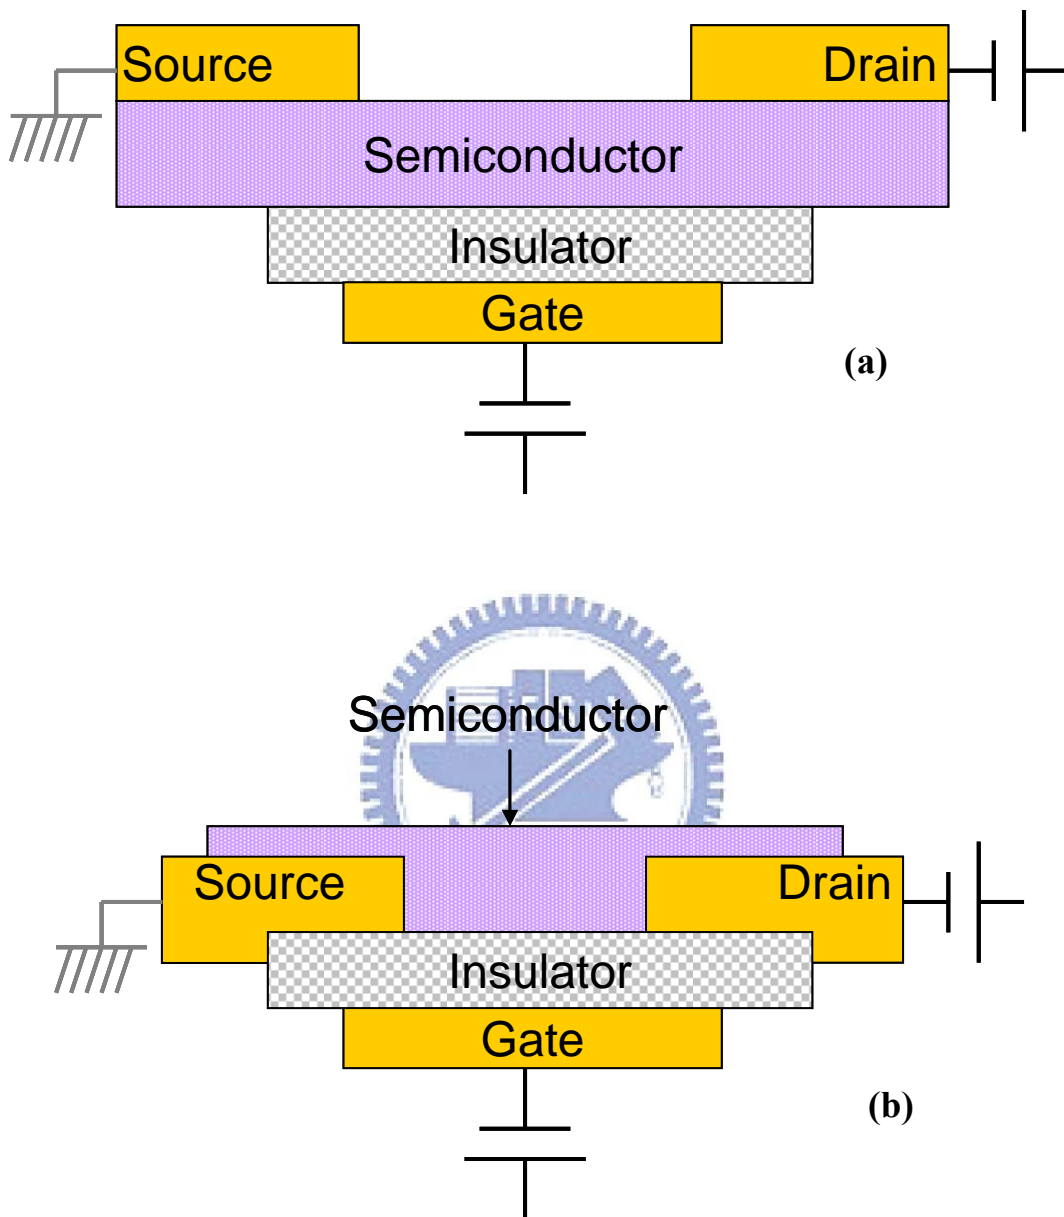 Source
Drain
Semiconductor
Insulator
Gate
(a)
Semiconductor
Source
Drain
Insulator
Gate
(b)